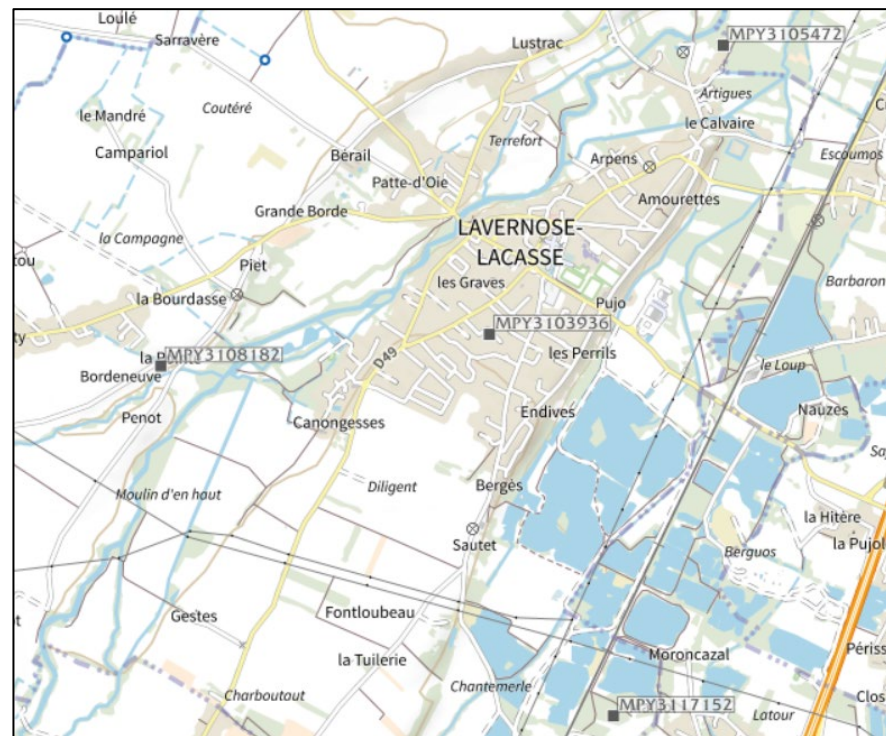 Loulé
Sarravère
Lustrac
MPY3105472
Coutéré
Artigues
le Mandré
le Calvaire
Campariol
Bérail
Terrefort
Arpens
Escoumos
Patte-d'Oie
Amourettes
Grande Borde
LAVERNOSE-
LACASSE
la Campagne
Piet
les Graves
Barbaron
la Bourdasse
Pujo
MPY3103936
les Perrils
MPY3108182
D49
le Loup
Bordeneuve
Penot
Endives
Nauzes
Canongesses
Moulin d'en haut
Diligent
Bergès
la Hitère
Sautet
Berguos
la Pujol
Gestes
Fontloubeau
la Tuilerie
Moroncazal
Périss
Charboutaut
Chantemerle
MPY3117152
Latour
Clos